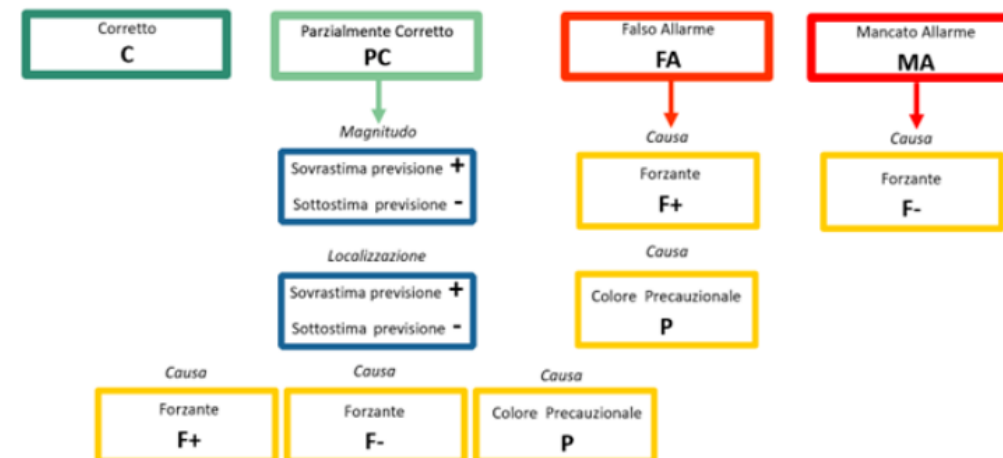 Corretto
C
Parzialmente Corretto
PC
Falso Allarme
FA
Mancato Allarme
MA
Magnitudo
Sovrastima previsione +
Sottostima previsione -
Localizzazione
Sovrastima previsione +
Sottostima previsione -
Causa
Forzante
F+
Causa
Colore Precauzionale
P
Causa
Forzante
F-
Causa
Forzante
F+
Causa
Forzante
F-
Causa
Colore Precauzionale
P